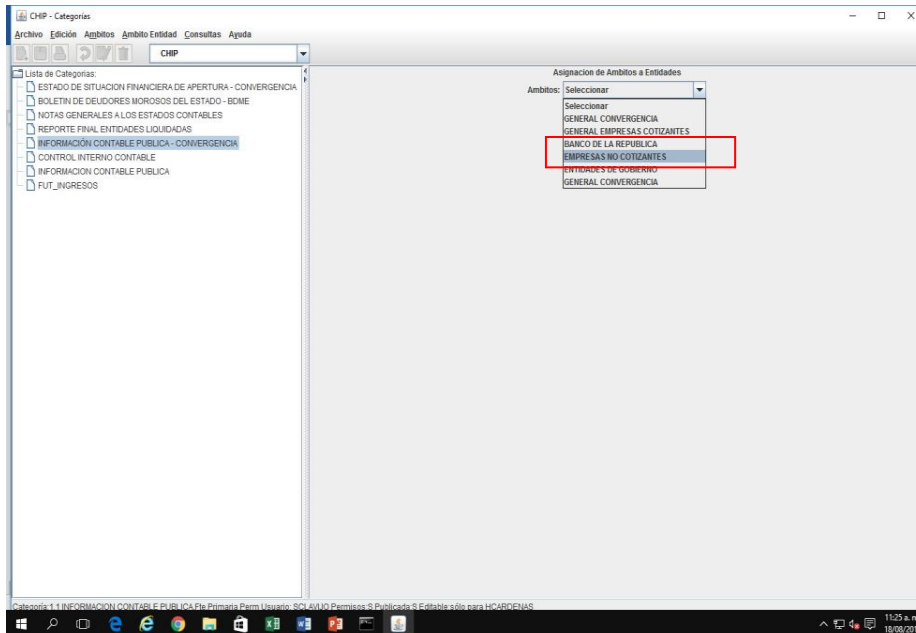 CHIP - Categorías
Archivo Edición Ambitos Ambito Entidad Consultas Ayuda
CHIP
Lista de Categorias:
ESTADO DE SITUACION FINANCIERA DE APERTURA - CONVERGENCIA
BOLETIN DE DEUDORES MOROSOS DEL ESTADO - BDME
NOTAS GENERALES A LOS ESTADOS CONTABLES
REPORTE FINAL ENTIDADES LIQUIDADAS
INFORMACIÓN CONTABLE PUBLICA - CONVERGENCIA
CONTROL INTERNO CONTABLE
INFORMACION CONTABLE PUBLICA
FUT_INGRESOS
Asignacion de Ambitos a Entidades
Ambitos: Seleccionar
Seleccionar
GENERAL CONVERGENCIA
GENERAL EMPRESAS COTIZANTES
BANCO DE LA REPUBLICA
EMPRESAS NO COTIZANTES
ENTIDADES DE GOBIERNO
GENERAL CONVERGENCIA
Categoría:1.1 INFORMACION CONTABLE PUBLICA Fte Primaria Perm Usuario: SCLAVIJO Permisos:S Publicada:S Editable:sólo para HCARDENAS
11:25 a.
18/08/20